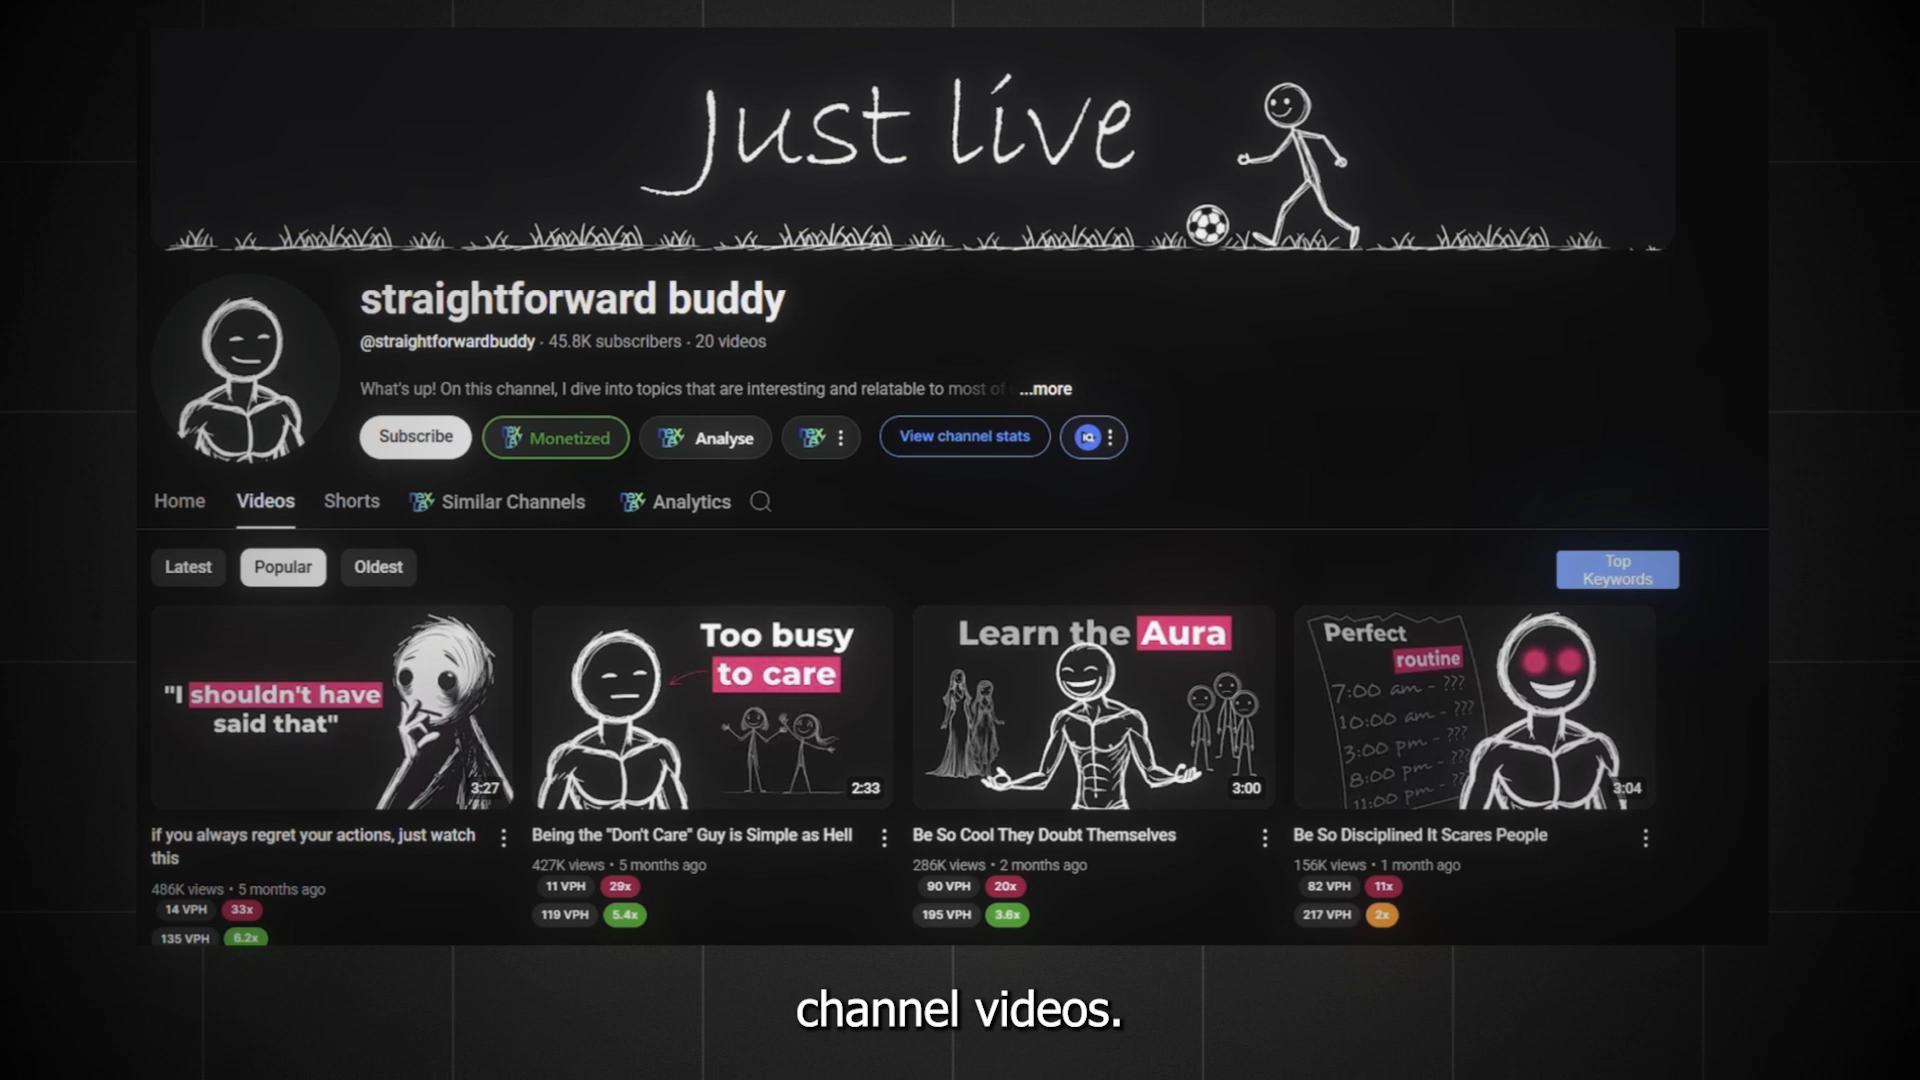 Just live
straightforward buddy
@straightforwardbuddy · 45.8K subscribers · 20 videos
What's up! On this channel, I dive into topics that are interesting and relatable to most of ...more
Subscribe
Monetized
Analyse
View channel stats
IQ
Home
Videos
Shorts
Similar Channels
Analytics
Latest
Popular
Oldest
Top
Keywords
"I shouldn't have
said that"
3:27
Too busy
to care
2:33
Learn the Aura
3:00
Perfect
routine
7:00 am - ???
10:00 am - ???
3:00 pm - ???
8:00 pm - ???
11:00 pm - ???
3:04
if you always regret your actions, just watch
this
486K views • 5 months ago
14 VPH 33x
135 VPH 6.2x
Being the "Don't Care" Guy is Simple as Hell
427K views • 5 months ago
11 VPH 29x
119 VPH 5.4x
Be So Cool They Doubt Themselves
286K views • 2 months ago
90 VPH 20x
195 VPH 3.6x
Be So Disciplined It Scares People
156K views • 1 month ago
82 VPH 11x
217 VPH 2x
channel videos.